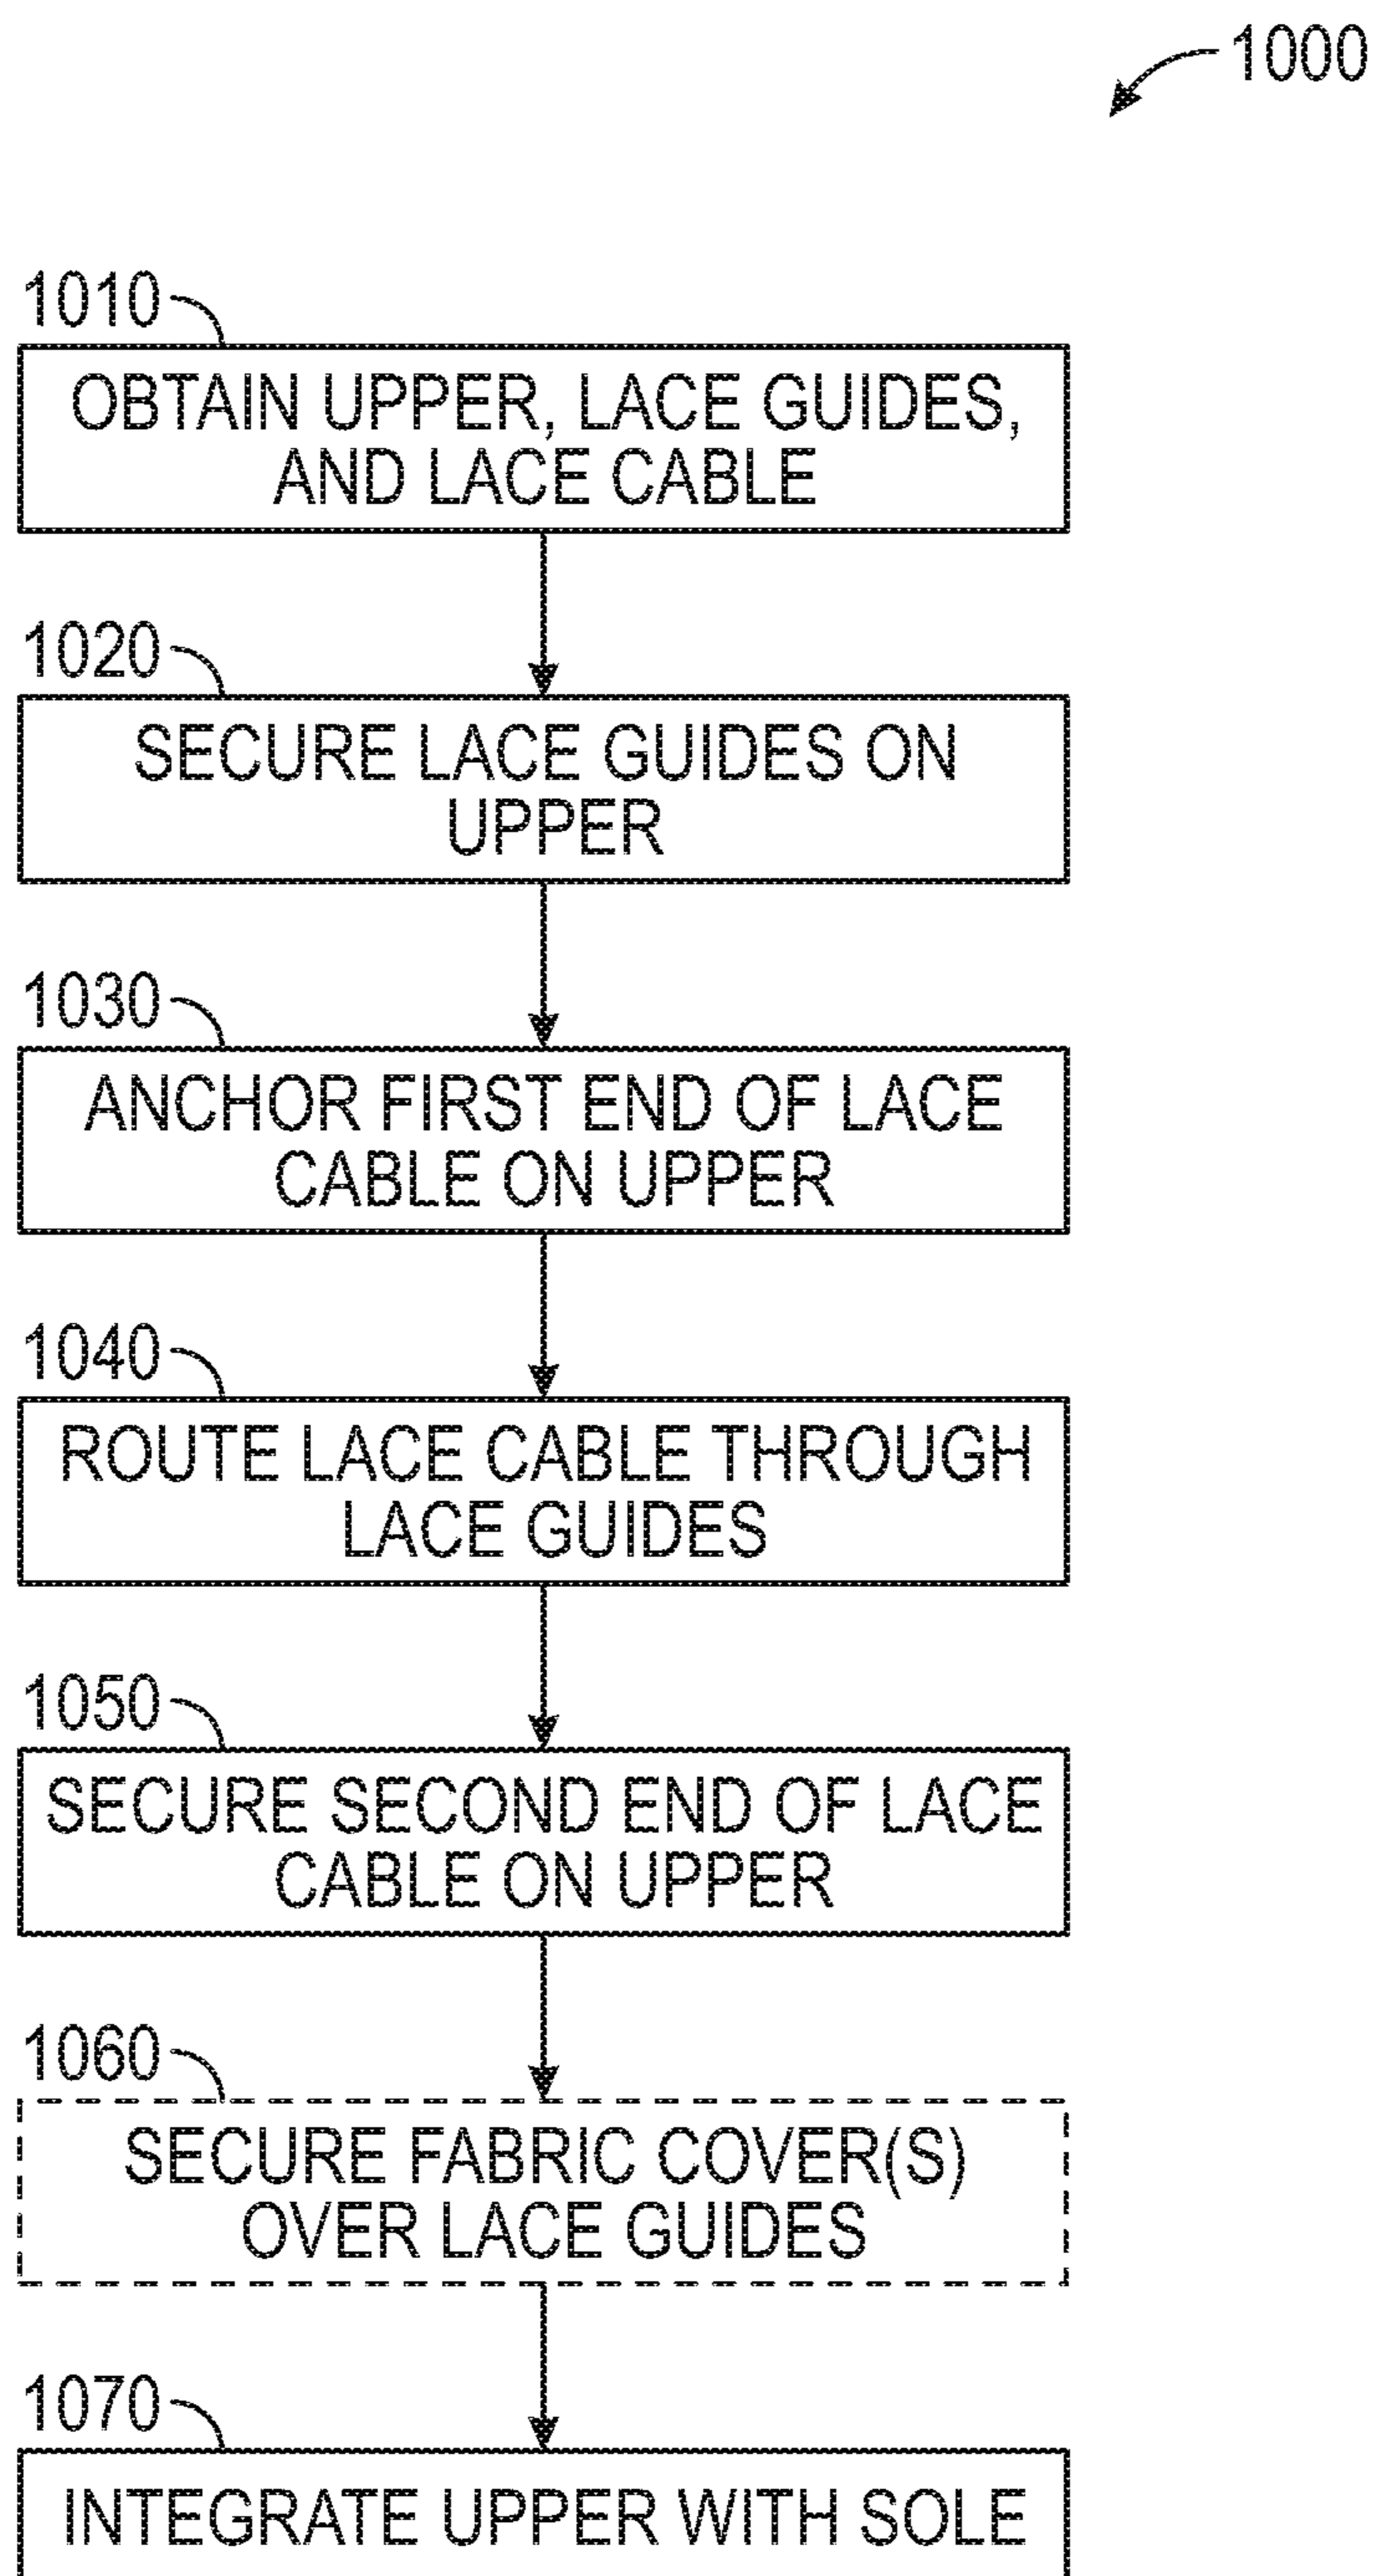 1000
1010
OBTAIN UPPER, LACE GUIDES,
AND LACE CABLE
1020
SECURE LACE GUIDES ON
UPPER
1030
ANCHOR FIRST END OF LACE
CABLE ON UPPER
1040
ROUTE LACE CABLE THROUGH
LACE GUIDES
1050
SECURE SECOND END OF LACE
CABLE ON UPPER
1060
SECURE FABRIC COVER(S)
OVER LACE GUIDES
1070
INTEGRATE UPPER WITH SOLE